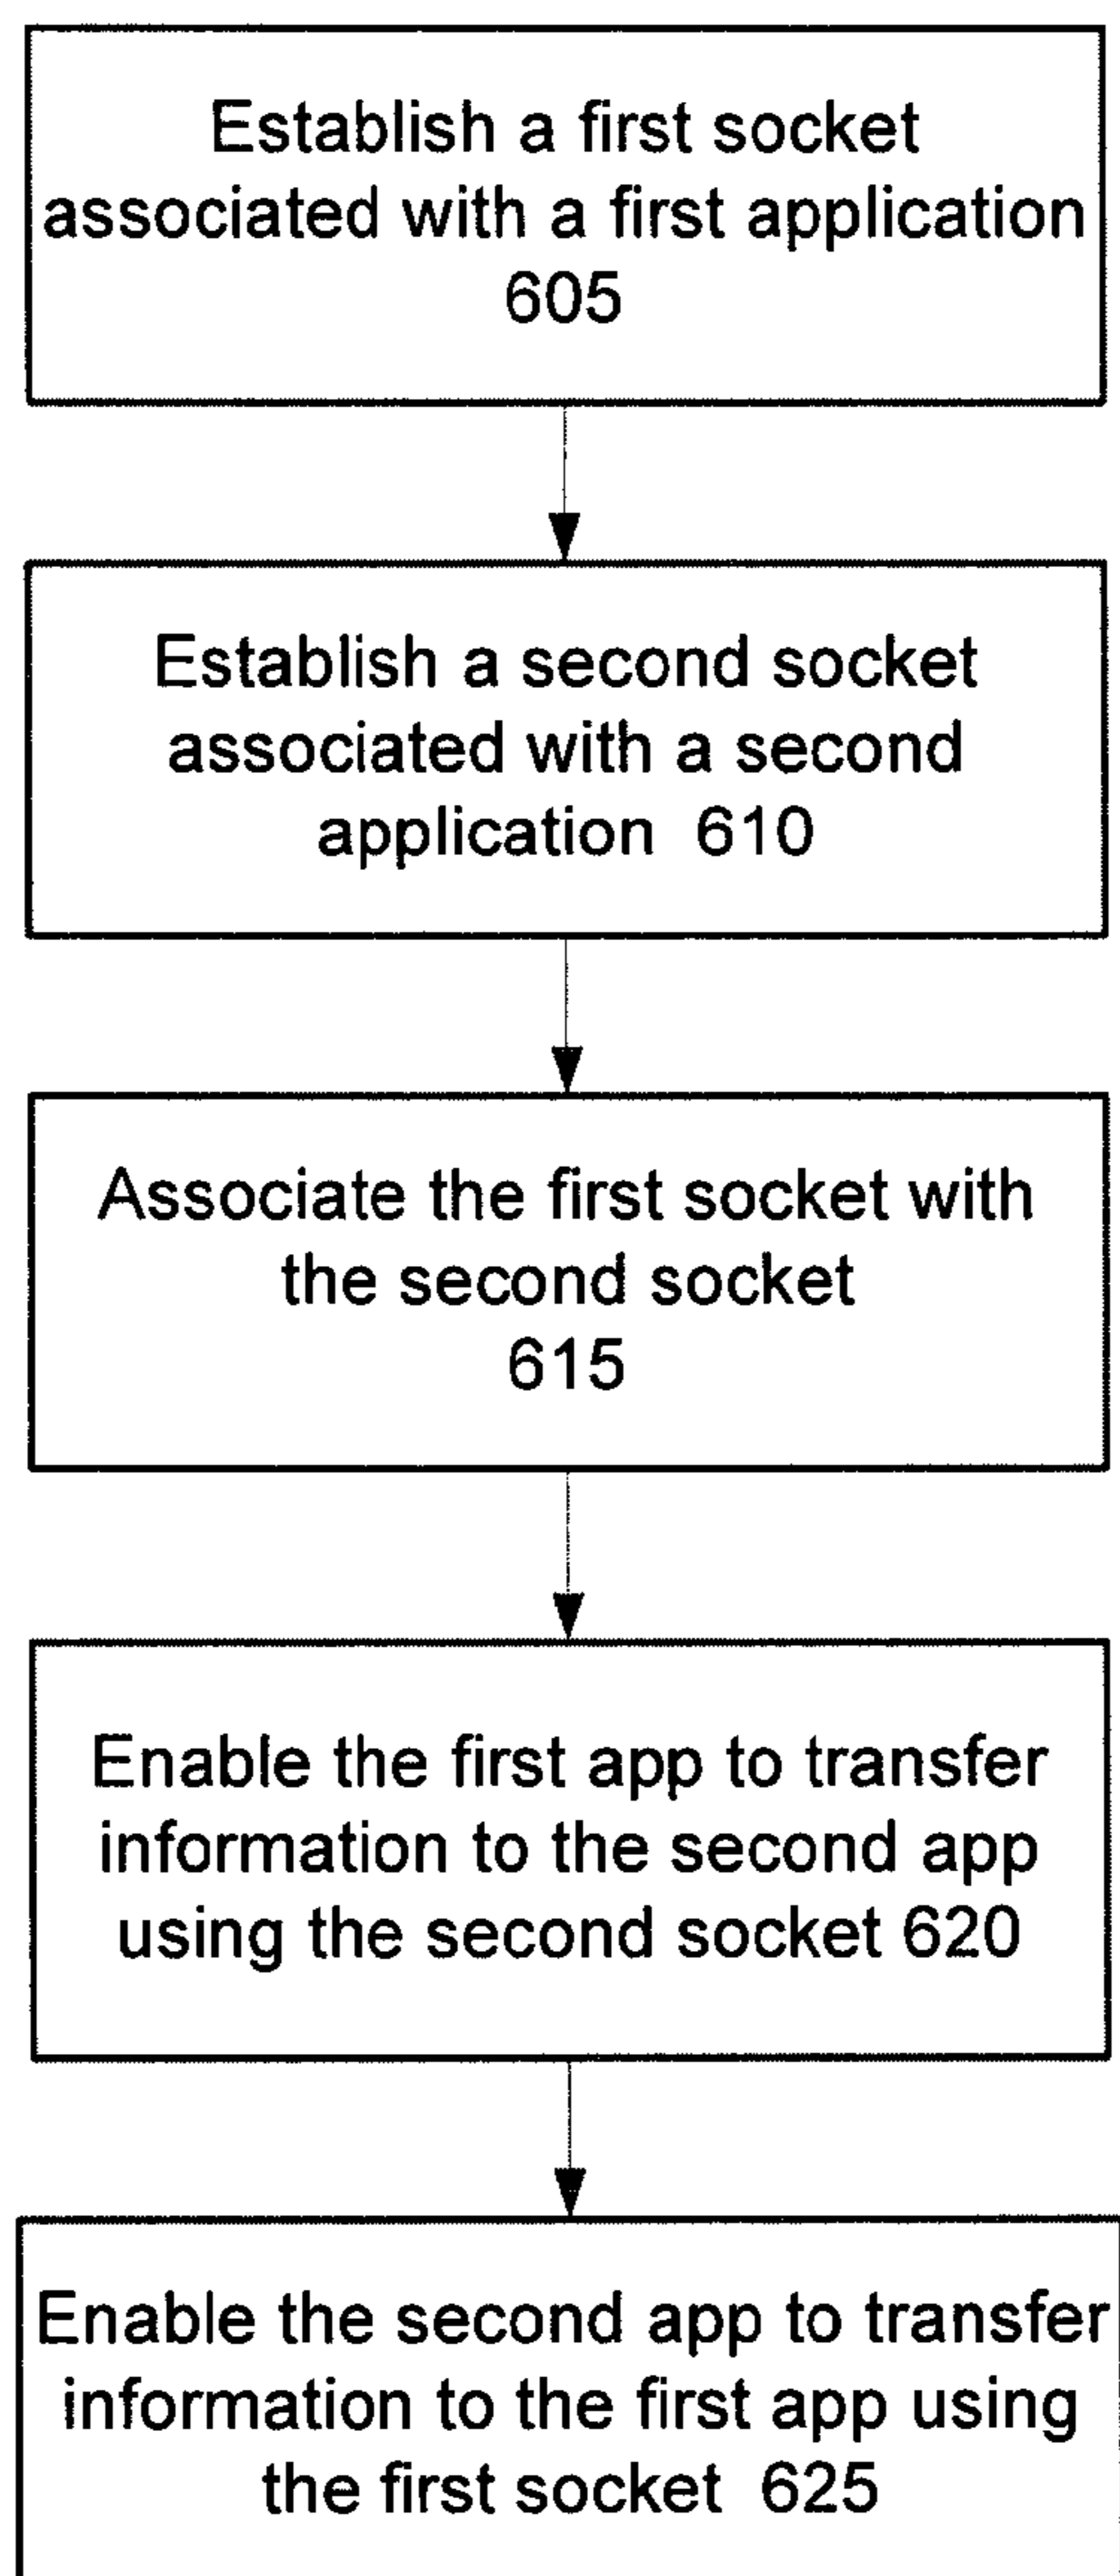 Establish a first socket
associated with a first application
605
Establish a second socket
associated with a second
application 610
Associate the first socket with
the second socket
615
Enable the first app to transfer
information to the second app
using the second socket 620
Enable the second app to transfer
information to the first app using
the first socket 625